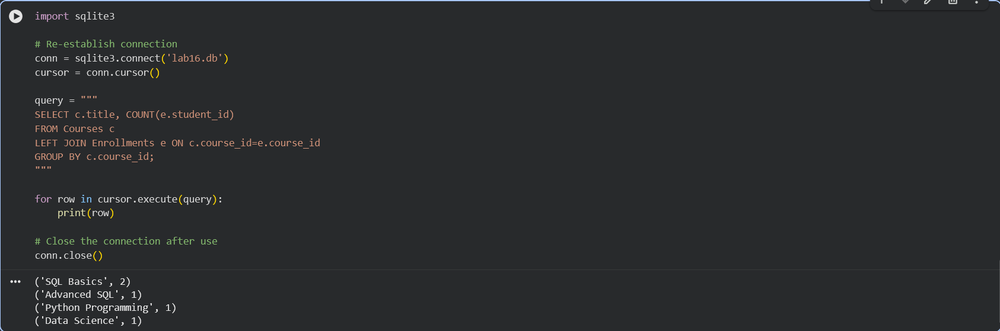 import sqlite3
# Re-establish connection
conn = sqlite3.connect('lab16.db')
cursor = conn.cursor()
query = """
SELECT c.title, COUNT(e.student_id)
FROM Courses c
LEFT JOIN Enrollments e ON c.course_id=e.course_id
GROUP BY c.course_id;
"""
for row in cursor.execute(query):
    print(row)
# Close the connection after use
conn.close()
('SQL Basics', 2)
('Advanced SQL', 1)
('Python Programming', 1)
('Data Science', 1)